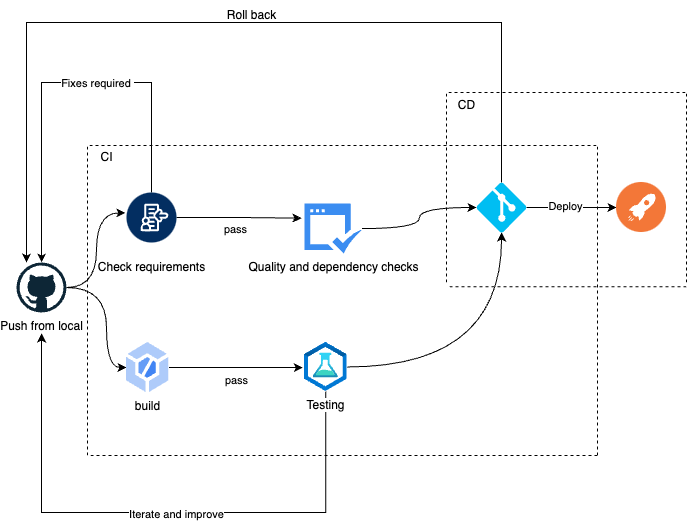 Roll back
Fixes required
CD
CI
Deploy
pass
Check requirements
Quality and dependency checks
Push from local
pass
build
Testing
Iterate and improve